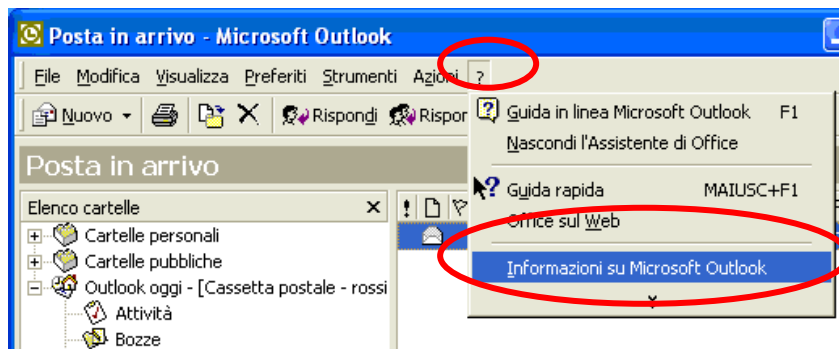 Posta in arrivo - Microsoft Outlook
File Modifica Visualizza Preferiti Strumenti Azioni ?
Nuovo Rispondi Rispor
Guida in linea Microsoft Outlook F1
Nascondi l'Assistente di Office
Guida rapida MAIUSC+F1
Office sul Web
Informazioni su Microsoft Outlook
Posta in arrivo
Elenco cartelle
Cartelle personali
Cartelle pubbliche
Outlook oggi - [Cassetta postale - rossi
Attività
Bozze